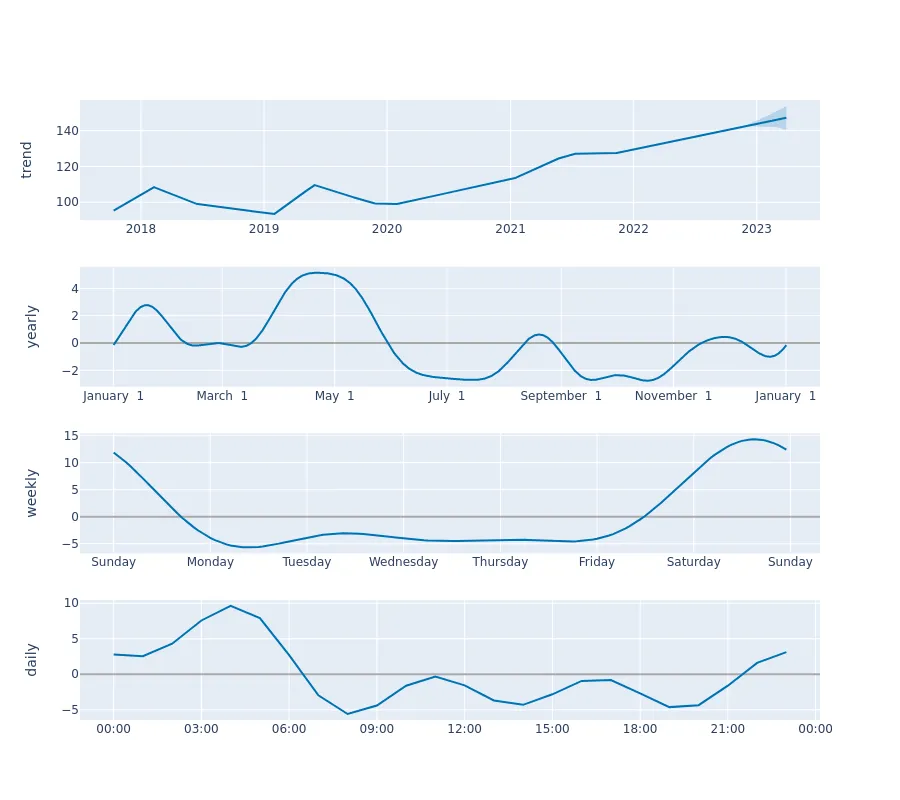 trend
140
120
100
2018 2019 2020 2021 2022 2023
yearly
4
2
0
−2
January 1 March 1 May 1 July 1 September 1 November 1 January 1
weekly
15
10
5
0
−5
Sunday Monday Tuesday Wednesday Thursday Friday Saturday Sunday
daily
10
5
0
−5
00:00 03:00 06:00 09:00 12:00 15:00 18:00 21:00 00:00